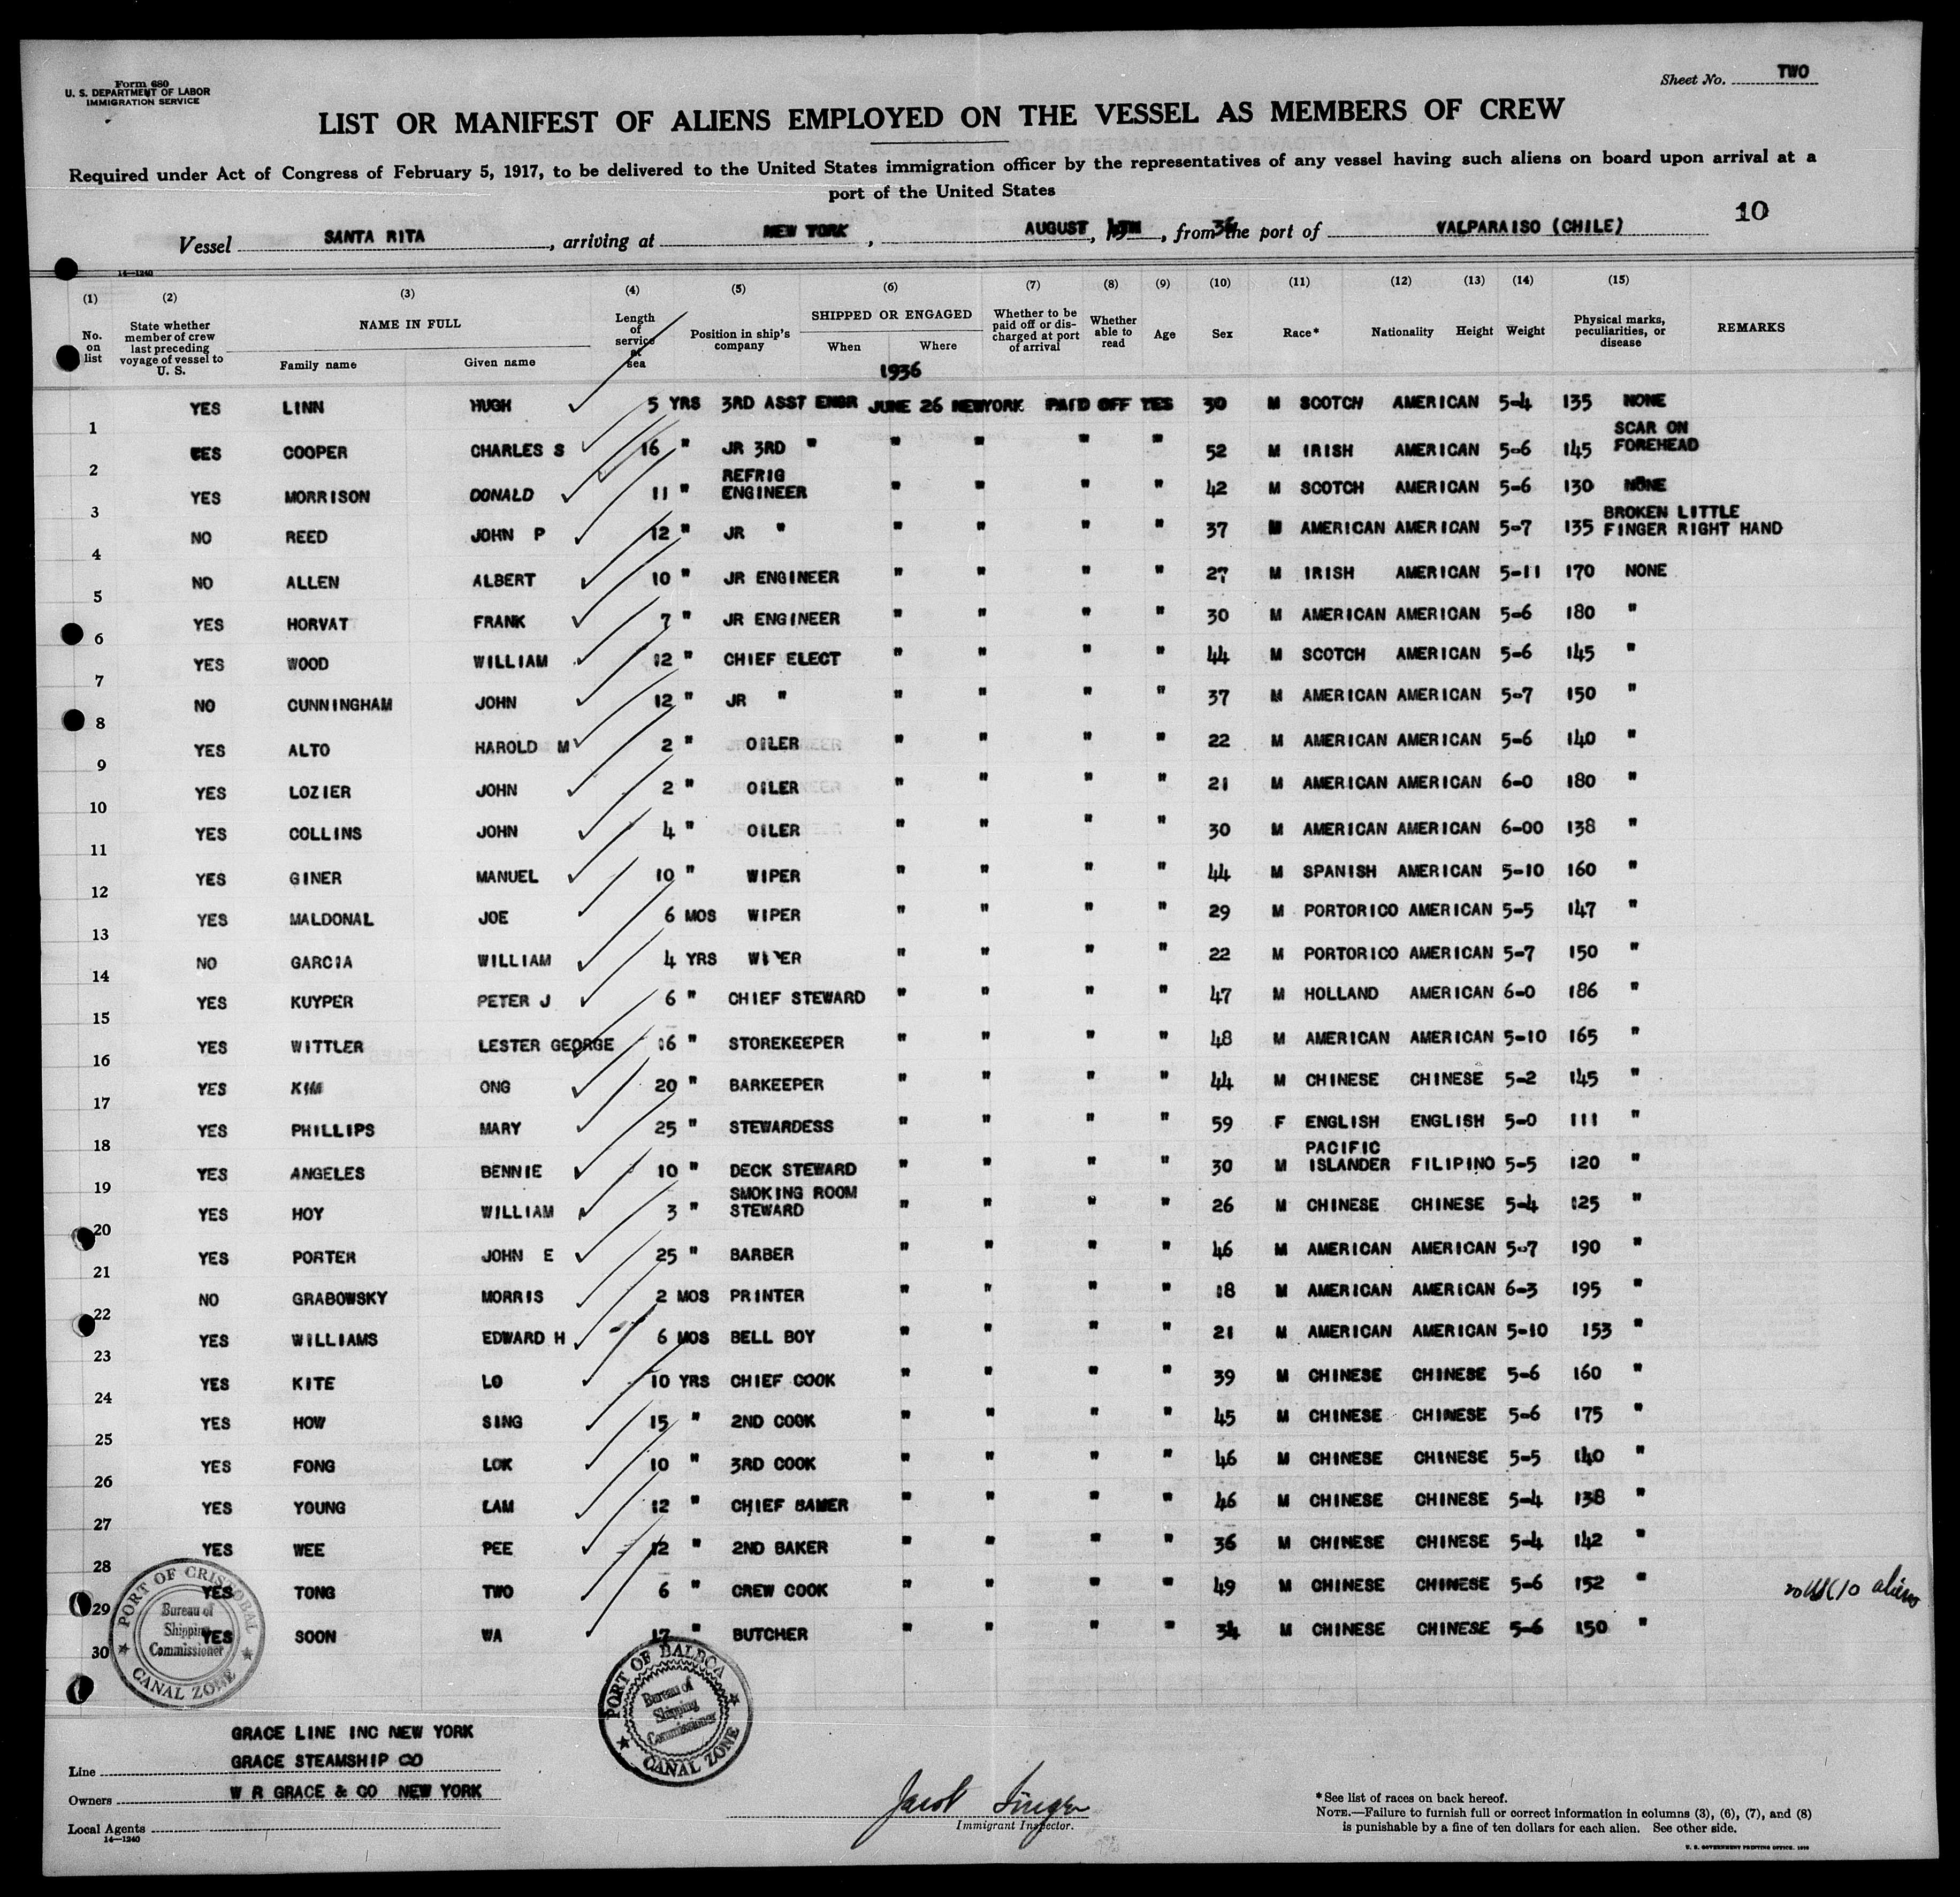 Form 680
U. S. DEPARTMENT OF LABOR
IMMIGRATION SERVICE
Sheet No. TWO
LIST OR MANIFEST OF ALIENS EMPLOYED ON THE VESSEL AS MEMBERS OF CREW
Required under Act of Congress of February 5, 1917, to be delivered to the United States immigration officer by the representatives of any vessel having such aliens on board upon arrival at a
port of the United States
10
Vessel SANTA RITA, arriving at NEW YORK, AUGUST, 36, from the port of VALPARAISO (CHILE)
14—1240
(1) (2) (3) (4) (5) (6) (7) (8) (9) (10) (11) (12) (13) (14) (15)
No. on list State whether member of crew last preceding voyage of vessel to U. S. NAME IN FULL Family name Given name Length of service at sea Position in ship's company SHIPPED OR ENGAGED When Where Whether to be paid off or discharged at port of arrival Whether able to read Age Sex Race* Nationality Height Weight Physical marks, peculiarities, or disease REMARKS
1936
1 YES LINN HUGH 5 YRS 3RD ASST ENGR JUNE 26 NEWYORK PAID OFF YES 30 M SCOTCH AMERICAN 5-4 135 NONE
2 YES COOPER CHARLES S 16 " JR 3RD " " " " " 52 M IRISH AMERICAN 5-6 145 SCAR ON FOREHEAD
3 YES MORRISON DONALD 11 " REFRIG ENGINEER " " " " 42 M SCOTCH AMERICAN 5-6 130 NONE
4 NO REED JOHN P 12 " JR " " " " " 37 M AMERICAN AMERICAN 5-7 135 BROKEN LITTLE FINGER RIGHT HAND
5 NO ALLEN ALBERT 10 " JR ENGINEER " " " " 27 M IRISH AMERICAN 5-11 170 NONE
6 YES HORVAT FRANK 7 " JR ENGINEER " " " " 30 M AMERICAN AMERICAN 5-6 180 "
7 YES WOOD WILLIAM 12 " CHIEF ELECT " " " " 44 M SCOTCH AMERICAN 5-6 145 "
8 NO CUNNINGHAM JOHN 12 " JR " " " " " 37 M AMERICAN AMERICAN 5-7 150 "
9 YES ALTO HAROLD M 2 " OILER " " " " 22 M AMERICAN AMERICAN 5-6 140 "
10 YES LOZIER JOHN 2 " OILER " " " " 21 M AMERICAN AMERICAN 6-0 180 "
11 YES COLLINS JOHN 4 " OILER " " " " 30 M AMERICAN AMERICAN 6-00 138 "
12 YES GINER MANUEL 10 " WIPER " " " " 44 M SPANISH AMERICAN 5-10 160 "
13 YES MALDONAL JOE 6 MOS WIPER " " " " 29 M PORTORICO AMERICAN 5-5 147 "
14 NO GARCIA WILLIAM 4 YRS WIPER " " " " 22 M PORTORICO AMERICAN 5-7 150 "
15 YES KUYPER PETER J 6 " CHIEF STEWARD " " " " 47 M HOLLAND AMERICAN 6-0 186 "
16 YES WITTLER LESTER GEORGE 16 " STOREKEEPER " " " " 48 M AMERICAN AMERICAN 5-10 165 "
17 YES KIM ONG 20 " BARKEEPER " " " " 44 M CHINESE CHINESE 5-2 145 "
18 YES PHILLIPS MARY 25 " STEWARDESS " " " " 59 F ENGLISH ENGLISH 5-0 111 "
19 YES ANGELES BENNIE 10 " DECK STEWARD " " " " 30 M PACIFIC ISLANDER FILIPINO 5-5 120 "
20 YES HOY WILLIAM 3 " SMOKING ROOM STEWARD " " " " 26 M CHINESE CHINESE 5-4 125 "
21 YES PORTER JOHN E 25 " BARBER " " " " 46 M AMERICAN AMERICAN 5-7 190 "
22 NO GRABOWSKY MORRIS 2 MOS PRINTER " " " " 18 M AMERICAN AMERICAN 6-3 195 "
23 YES WILLIAMS EDWARD H 6 MOS BELL BOY " " " " 21 M AMERICAN AMERICAN 5-10 153 "
24 YES KITE LO 10 YRS CHIEF COOK " " " " 39 M CHINESE CHINESE 5-6 160 "
25 YES HOW SING 15 " 2ND COOK " " " " 45 M CHINESE CHINESE 5-6 175 "
26 YES FONG LOK 10 " 3RD COOK " " " " 46 M CHINESE CHINESE 5-5 140 "
27 YES YOUNG LAM 12 " CHIEF BAMER " " " " 46 M CHINESE CHINESE 5-4 138 "
28 YES WEE PEE 12 " 2ND BAKER " " " " 36 M CHINESE CHINESE 5-4 142 "
29 YES TONG TWO 6 " CREW COOK " " " " 49 M CHINESE CHINESE 5-6 152 "
30 YES SOON WA 17 " BUTCHER " " " " 34 M CHINESE CHINESE 5-6 150 "
20 USC 10 aliens
PORT OF CRISTOBAL
Bureau of
Shipping
Commissioner
CANAL ZONE
PORT OF BALBOA
Bureau of
Shipping
Commissioner
CANAL ZONE
GRACE LINE INC NEW YORK
Line GRACE STEAMSHIP CO
Owners W R GRACE & CO NEW YORK
Local Agents
14—1240
Jacob Singer
Immigrant Inspector.
*See list of races on back hereof.
NOTE.—Failure to furnish full or correct information in columns (3), (6), (7), and (8)
is punishable by a fine of ten dollars for each alien. See other side.
U. S. GOVERNMENT PRINTING OFFICE